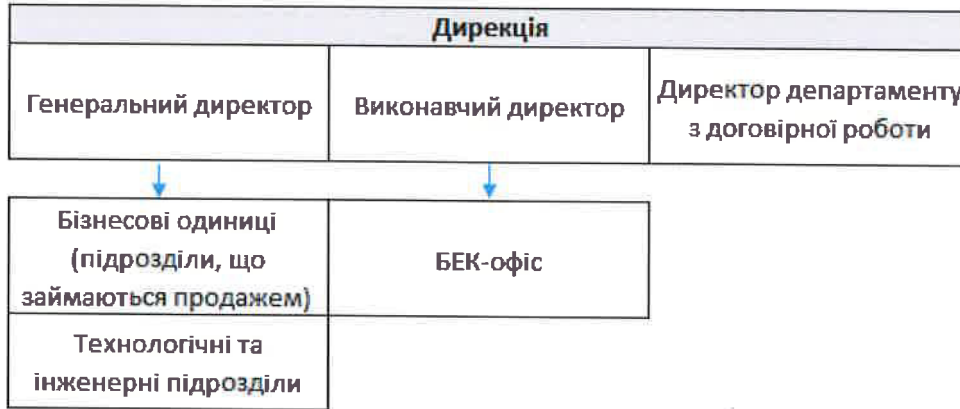 Дирекція
Генеральний директор
Виконавчий директор
Директор департаменту
з договірної роботи
Бізнесові одиниці
(підрозділи, що
займаються продажем)
БЕК-офіс
Технологічні та
інженерні підрозділи